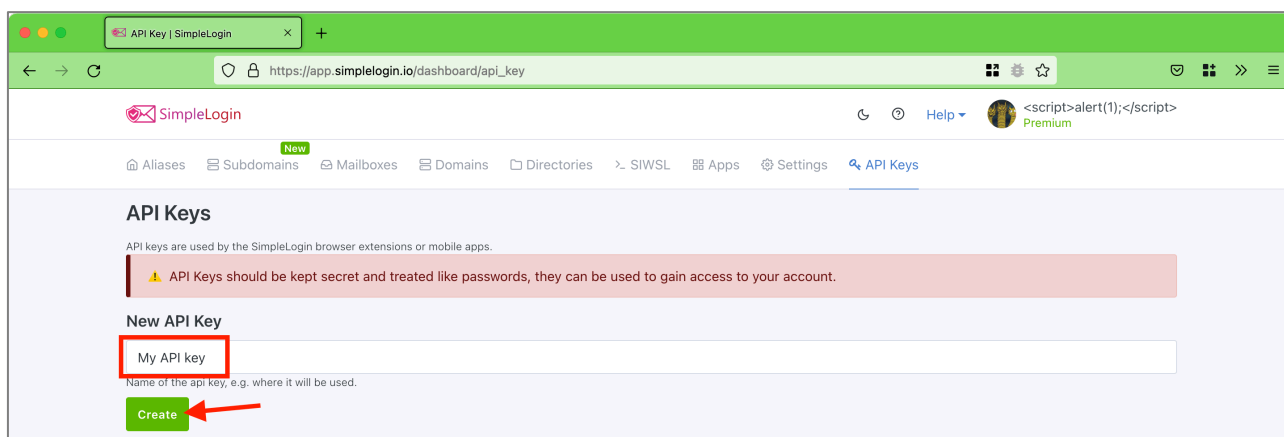 API Key | SimpleLogin
https://app.simplelogin.io/dashboard/api_key
SimpleLogin
Help
<script>alert(1);</script>
Premium
New
Aliases Subdomains Mailboxes Domains Directories SIWSL Apps Settings API Keys
API Keys
API keys are used by the SimpleLogin browser extensions or mobile apps.
API Keys should be kept secret and treated like passwords, they can be used to gain access to your account.
New API Key
My API key
Name of the api key, e.g. where it will be used.
Create